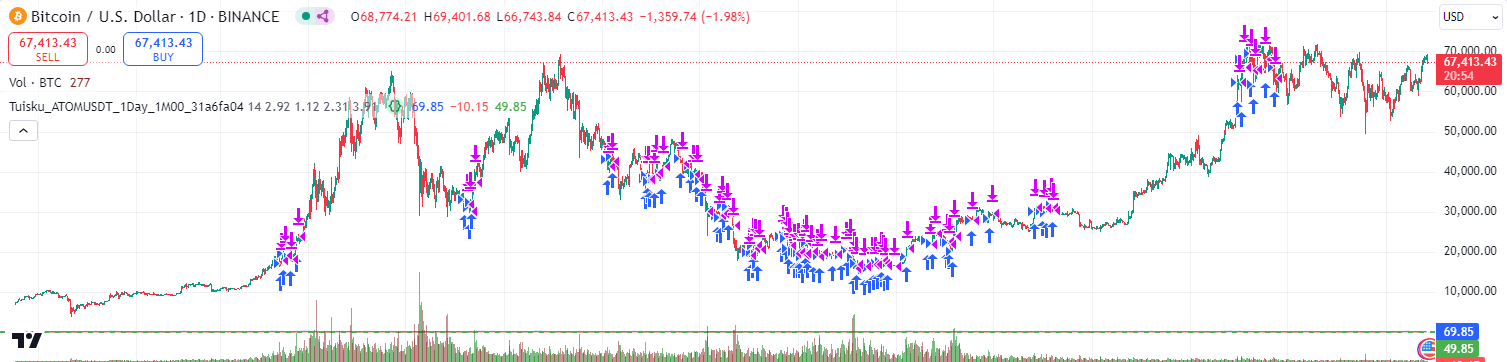 Bitcoin / U.S. Dollar · 1D · BINANCE O68,774.21 H69,401.68 L66,743.84 C67,413.43 −1,359.74 (−1.98%) USD
67,413.43 0.00 67,413.43
SELL BUY
Vol · BTC 277
Tuisku_ATOMUSDT_1Day_1M00_31a6fa04 14 2.92 1.12 2.31 3.91 69.85 −10.15 49.85
70,000.00
67,413.43
20:54
60,000.00
50,000.00
40,000.00
30,000.00
20,000.00
10,000.00
69.85
49.85